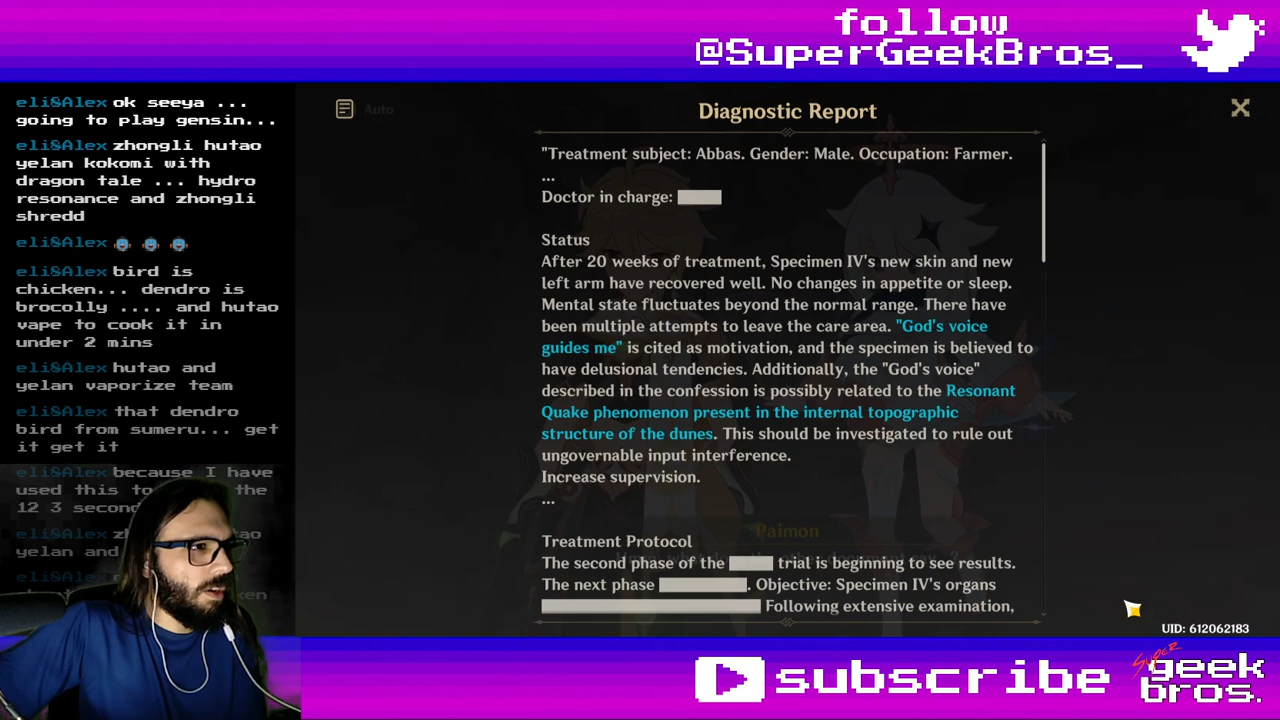 follow
@SuperGeekBros_
eli&Alex ok seeya ...
going to play gensin...
eli&Alex zhongli hutao
yelan kokomi with
dragon tale ... hydro
resonance and zhongli
shredd
eli&Alex
eli&Alex bird is
chicken... dendro is
brocolly .... and hutao
vape to cook it in
under 2 mins
eli&Alex hutao and
yelan vaporize team
eli&Alex that dendro
bird from sumeru... get
it get it
eli&Alex because I have
used this to the
12 3 second
yelan and
Auto
Diagnostic Report
"Treatment subject: Abbas. Gender: Male. Occupation: Farmer.
...
Doctor in charge:
Status
After 20 weeks of treatment, Specimen IV's new skin and new
left arm have recovered well. No changes in appetite or sleep.
Mental state fluctuates beyond the normal range. There have
been multiple attempts to leave the care area. "God's voice
guides me" is cited as motivation, and the specimen is believed to
have delusional tendencies. Additionally, the "God's voice"
described in the confession is possibly related to the Resonant
Quake phenomenon present in the internal topographic
structure of the dunes. This should be investigated to rule out
ungovernable input interference.
Increase supervision.
...
Paimon
Treatment Protocol
The second phase of the trial is beginning to see results.
The next phase . Objective: Specimen IV's organs
Following extensive examination,
UID: 612062183
subscribe
SUPER
geek
bros.